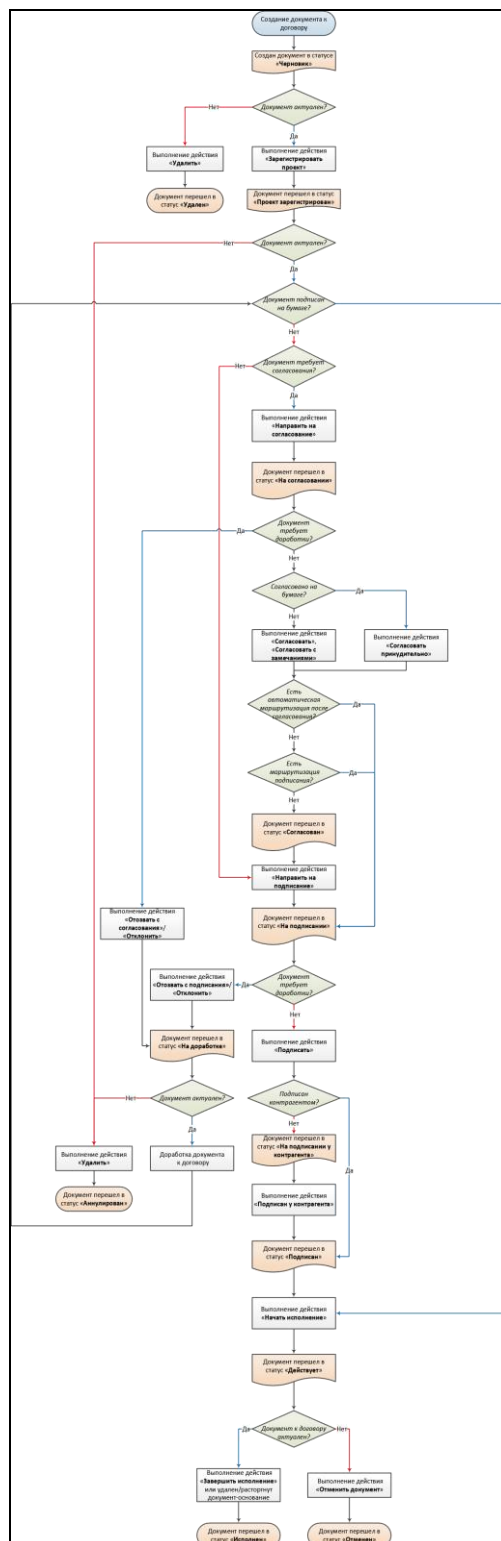 Создание документа к
договору
Создан документ в статусе
«Черновик»
Документ актуален?
Нет
Да
Выполнение действия
«Удалить»
Выполнение действия
«Зарегистрировать
проект»
Документ перешел в
статус «Удален»
Документ перешел в статус
«Проект зарегистрирован»
Нет
Документ актуален?
Да
Документ подписан
на бумаге?
Нет
Нет
Документ требует
согласования?
Да
Выполнение действия
«Направить на
согласование»
Документ перешел в
статус «На согласовании»
Да
Документ
требует
доработки?
Нет
Согласовано на
бумаге?
Да
Нет
Выполнение действия
«Согласовать»,
«Согласовать с
замечаниями»
Выполнение действия
«Согласовать
принудительно»
Есть
автоматическая
маршрутизация после
согласования?
Да
Нет
Есть
маршрутизация
подписания?
Да
Нет
Документ перешел в
статус «Согласован»
Выполнение действия
«Направить на
подписание»
Выполнение действия
«Отозвать с
согласования»/
«Отклонить»
Документ перешел в
статус «На подписании»
Выполнение действия
«Отозвать с подписания»/
«Отклонить»
Да
Документ
требует
доработки?
Нет
Документ перешел в
статус «На доработке»
Выполнение действия
«Подписать»
Нет
Документ актуален?
Да
Подписан
контрагентом?
Нет
Да
Выполнение действия
«Удалить»
Доработка документа
к договору
Документ перешел в
статус «На подписании у
контрагента»
Документ перешел в
статус «Аннулирован»
Выполнение действия
«Подписан у контрагента»
Документ перешел в
статус «Подписан»
Выполнение действия
«Начать исполнение»
Документ перешел в
статус «Действует»
Да
Документ к договору
актуален?
Нет
Выполнение действия
«Завершить исполнение»
или удален/расторгнут
документ-основание
Выполнение действия
«Отменить документ»
Документ перешел в
статус «Исполнен»
Документ перешел в
статус «Отменен»